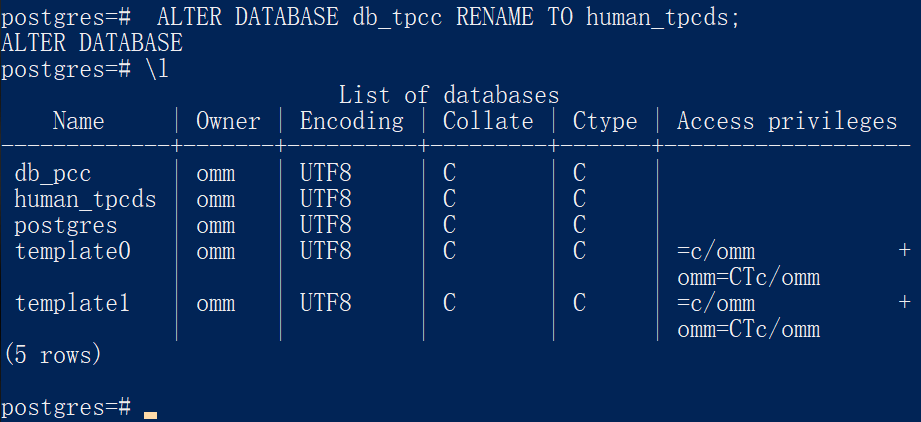 postgres=#  ALTER DATABASE db_tpcc RENAME TO human_tpcds;
ALTER DATABASE
postgres=# \l
                          List of databases
    Name     | Owner | Encoding | Collate | Ctype | Access privileges
-------------+-------+----------+---------+-------+-------------------
 db_pcc      | omm   | UTF8     | C       | C     |
 human_tpcds | omm   | UTF8     | C       | C     |
 postgres    | omm   | UTF8     | C       | C     |
 template0   | omm   | UTF8     | C       | C     | =c/omm           +
             |       |          |         |       | omm=CTc/omm
 template1   | omm   | UTF8     | C       | C     | =c/omm           +
             |       |          |         |       | omm=CTc/omm
(5 rows)
postgres=#